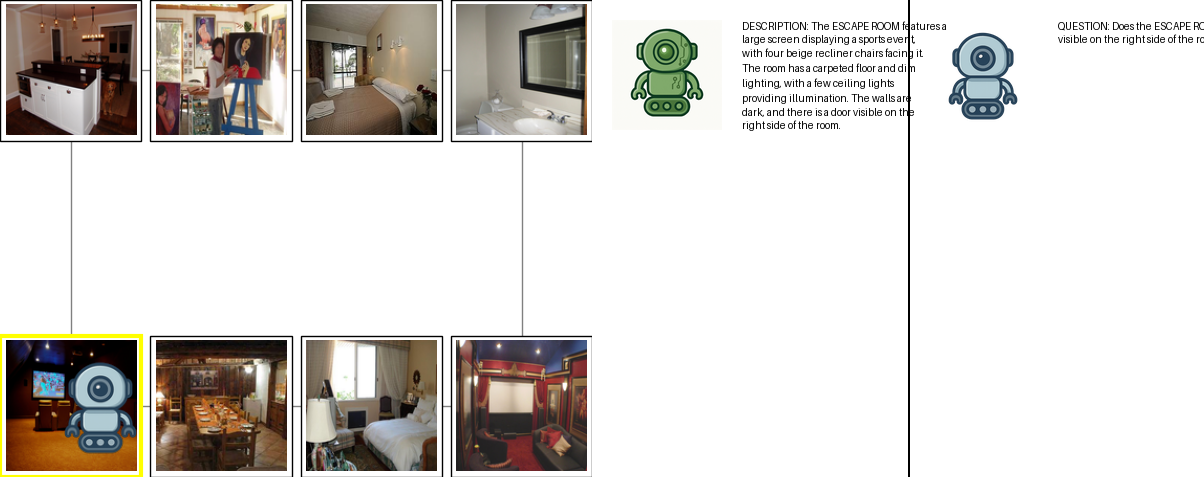 DESCRIPTION: The ESCAPE ROOM features a
large screen displaying a sports event,
with four beige recliner chairs facing it.
The room has a carpeted floor and dim
lighting, with a few ceiling lights
providing illumination. The walls are
dark, and there is a door visible on the
right side of the room.
QUESTION: Does the ESCAPE RO
visible on the right side of the ro